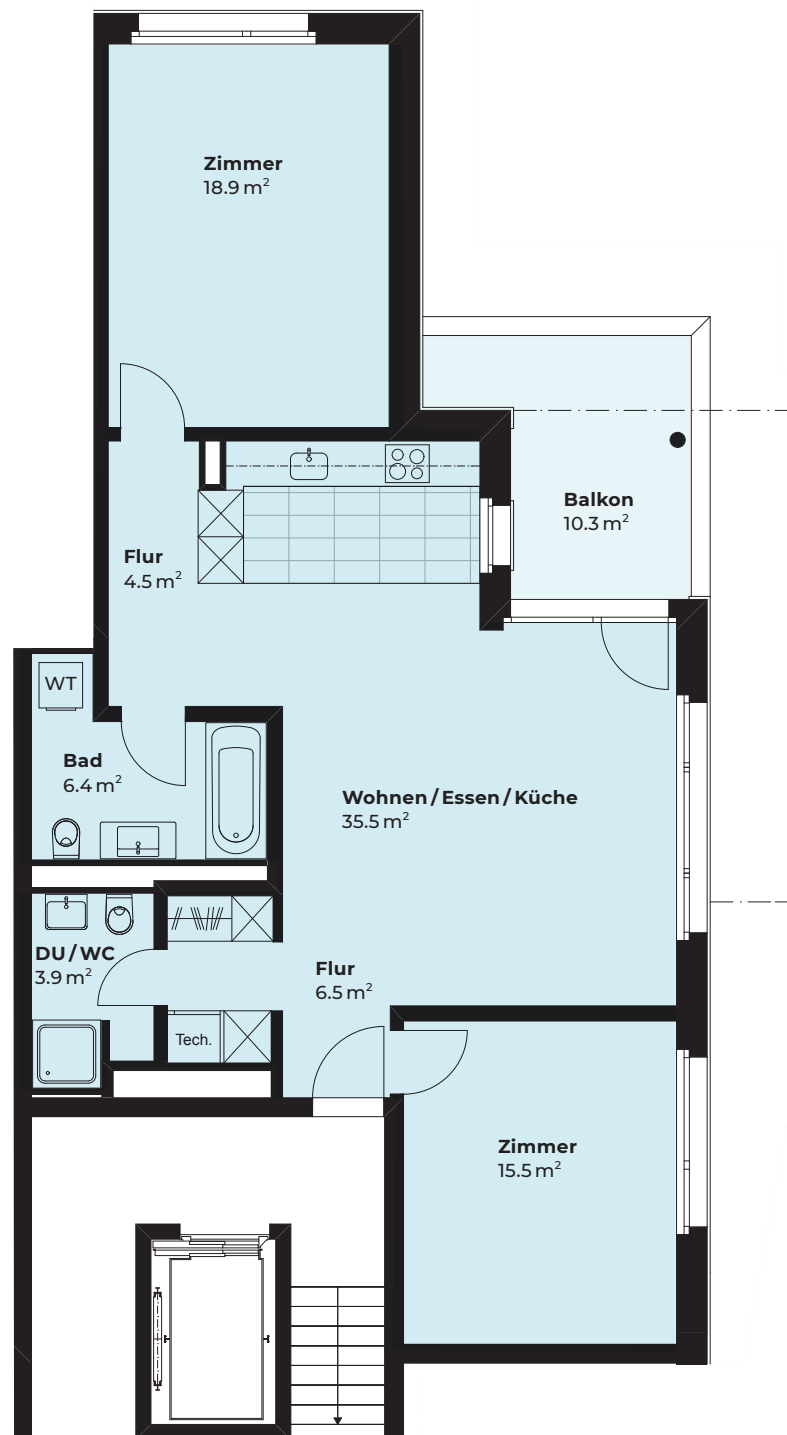 Zimmer
18.9 m²
Balkon
10.3 m²
Flur
4.5 m²
WT
Bad
6.4 m²
Wohnen / Essen / Küche
35.5 m²
DU / WC
3.9 m²
Flur
6.5 m²
Tech.
Zimmer
15.5 m²